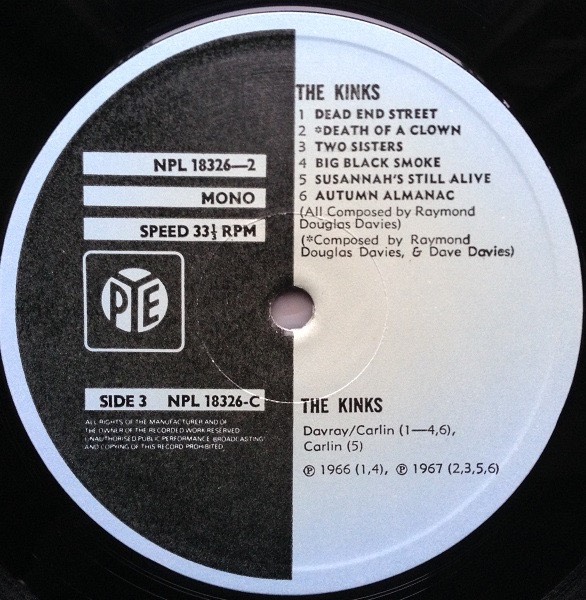 NPL 18326—2
MONO
SPEED 33⅓ RPM
PYE
SIDE 3 NPL 18326-C
ALL RIGHTS OF THE MANUFACTURER AND OF
THE OWNER OF THE RECORDED WORK RESERVED
UNAUTHORISED PUBLIC PERFORMANCE BROADCASTING
AND COPYING OF THIS RECORD PROHIBITED
THE KINKS
1 DEAD END STREET
2 *DEATH OF A CLOWN
3 TWO SISTERS
4 BIG BLACK SMOKE
5 SUSANNAH'S STILL ALIVE
6 AUTUMN ALMANAC
(All Composed by Raymond
Douglas Davies)
(*Composed by Raymond
Douglas Davies, & Dave Davies)
THE KINKS
Davray/Carlin (1—4,6),
Carlin (5)
℗ 1966 (1,4), ℗ 1967 (2,3,5,6)